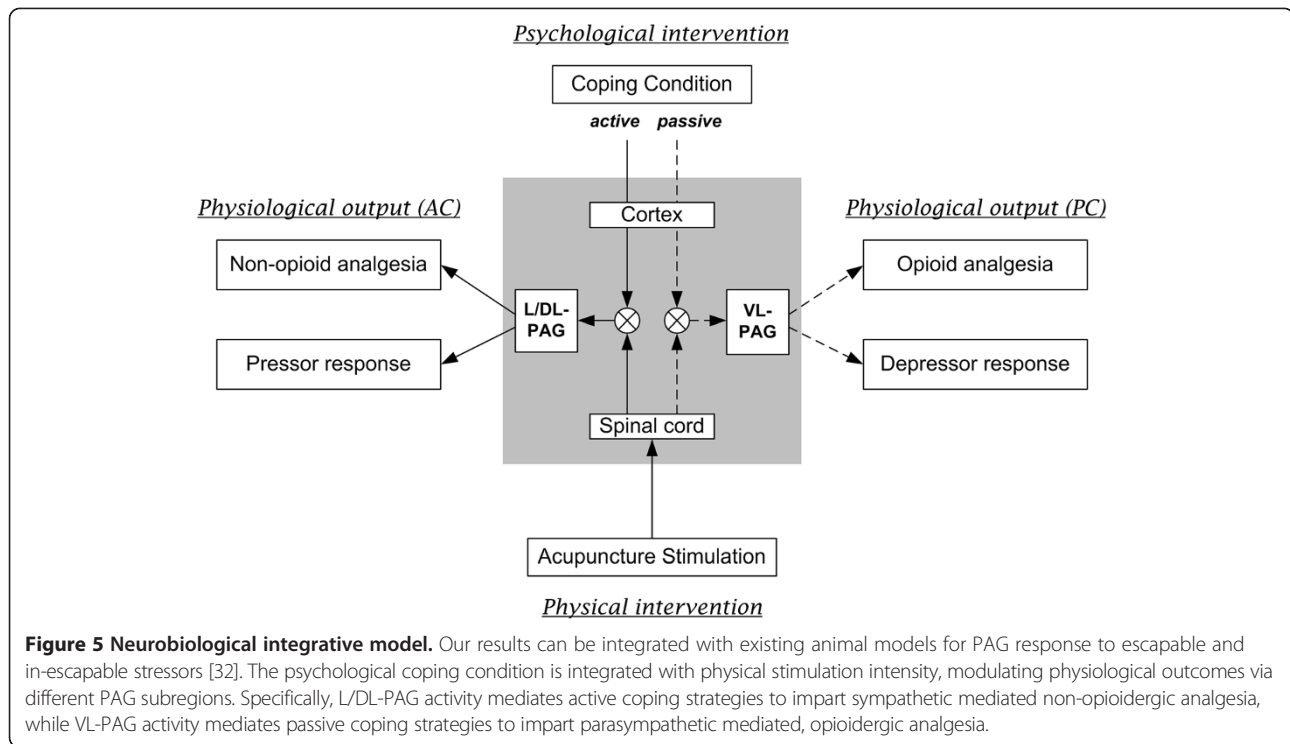 Psychological intervention
Coping Condition
active passive
Physiological output (AC)
Cortex
Physiological output (PC)
Non-opioid analgesia
Opioid analgesia
L/DL-
PAG
VL-
PAG
Pressor response
Depressor response
Spinal cord
Acupuncture Stimulation
Physical intervention
Figure 5 Neurobiological integrative model. Our results can be integrated with existing animal models for PAG response to escapable and
in-escapable stressors [32]. The psychological coping condition is integrated with physical stimulation intensity, modulating physiological outcomes via
different PAG subregions. Specifically, L/DL-PAG activity mediates active coping strategies to impart sympathetic mediated non-opioidergic analgesia,
while VL-PAG activity mediates passive coping strategies to impart parasympathetic mediated, opioidergic analgesia.